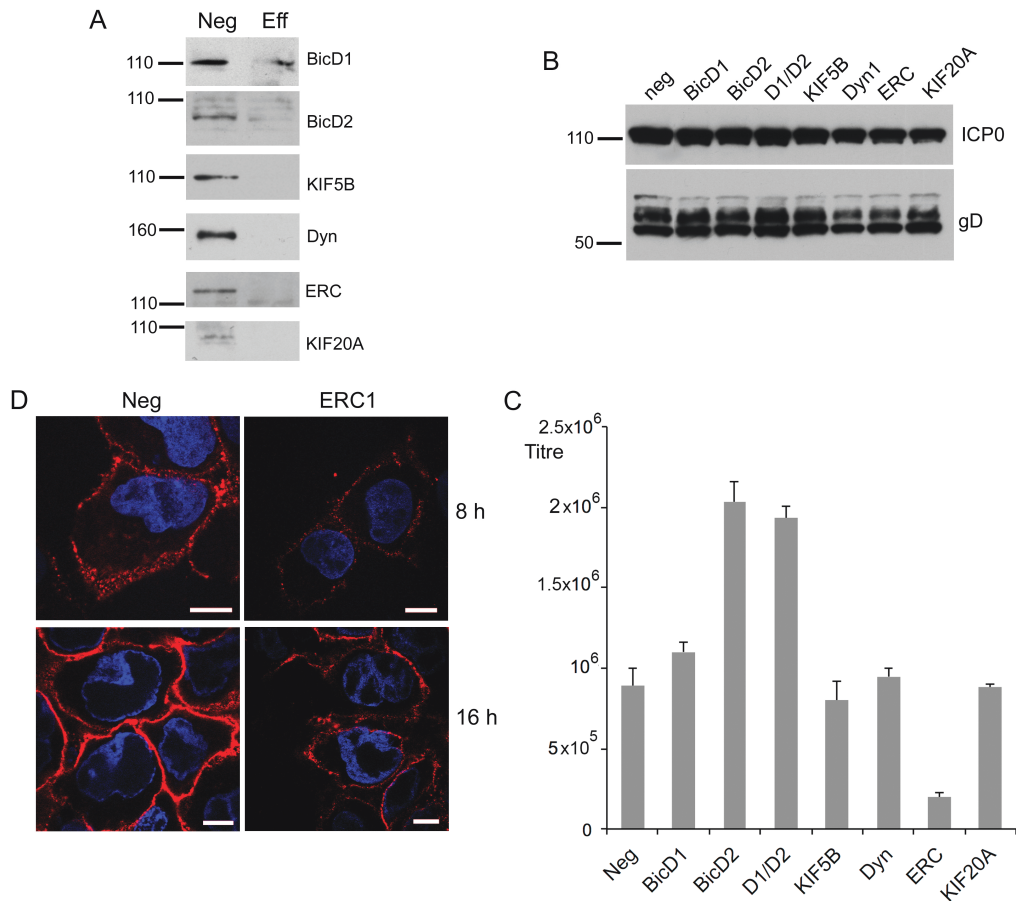 A
Neg Eff
110 BicD1
110 BicD2
110 KIF5B
160 Dyn
110 ERC
110 KIF20A
B
neg BicD1 BicD2 D1/D2 KIF5B Dyn1 ERC KIF20A
110 ICP0
50 gD
D
Neg ERC1
8 h
16 h
C
2.5x10⁶
Titre
2x10⁶
1.5x10⁶
10⁶
5x10⁵
0
Neg BicD1 BicD2 D1/D2 KIF5B Dyn ERC KIF20A